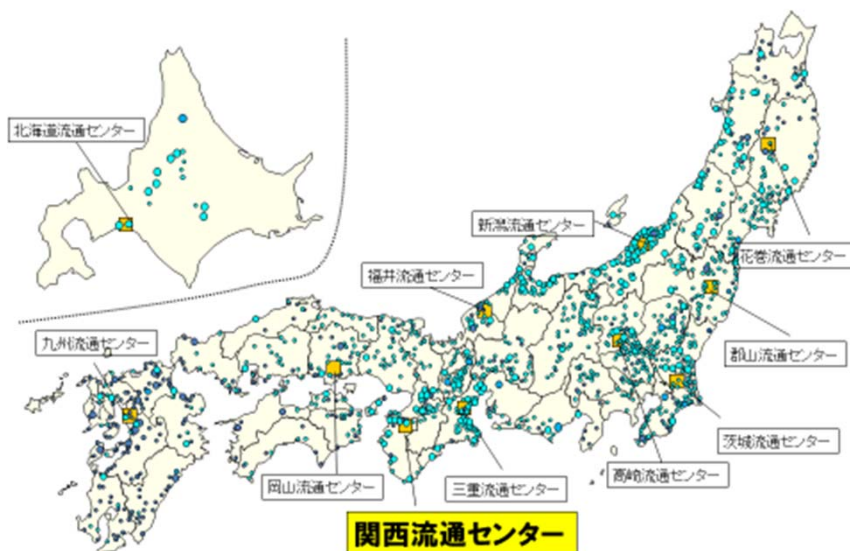 北海道流通センター
新潟流通センター
花巻流通センター
福井流通センター
九州流通センター
郡山流通センター
茨城流通センター
岡山流通センター
三重流通センター
高崎流通センター
関西流通センター